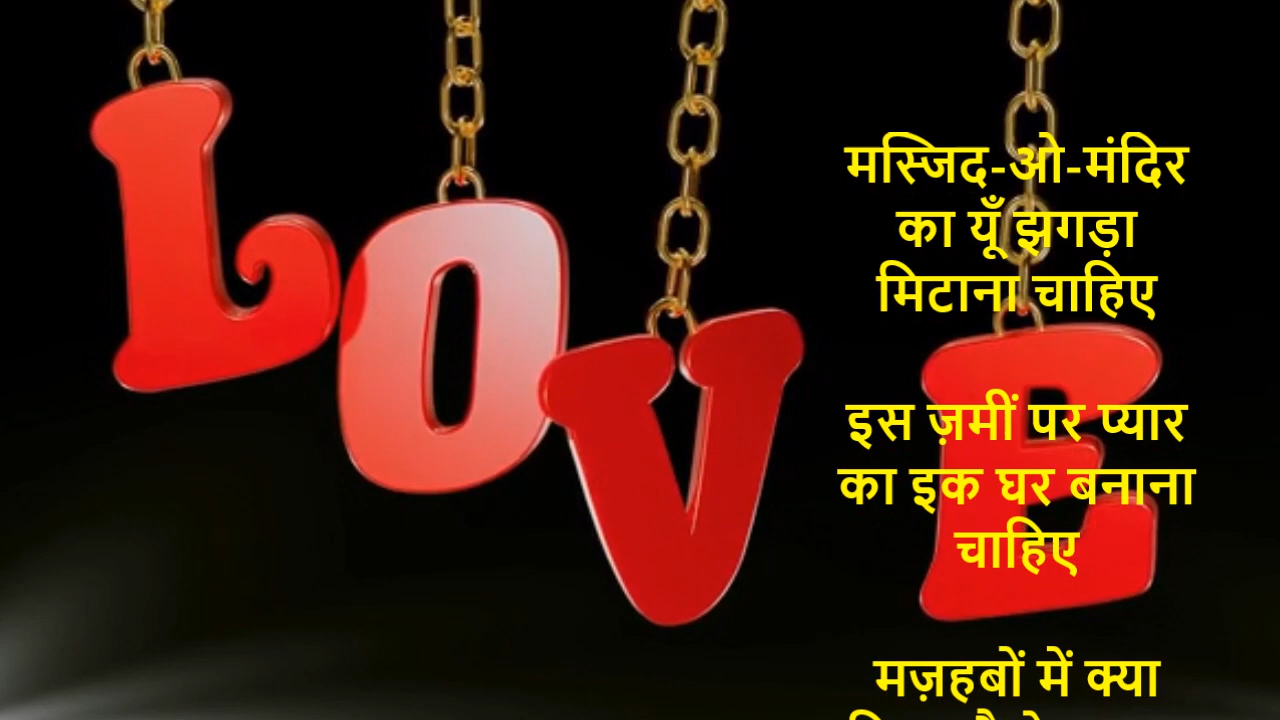 LOVE
मस्जिद-ओ-मंदिर
का यूँ झगड़ा
मिटाना चाहिए
इस ज़मीं पर प्यार
का इक घर बनाना
चाहिए
मज़हबों में क्या